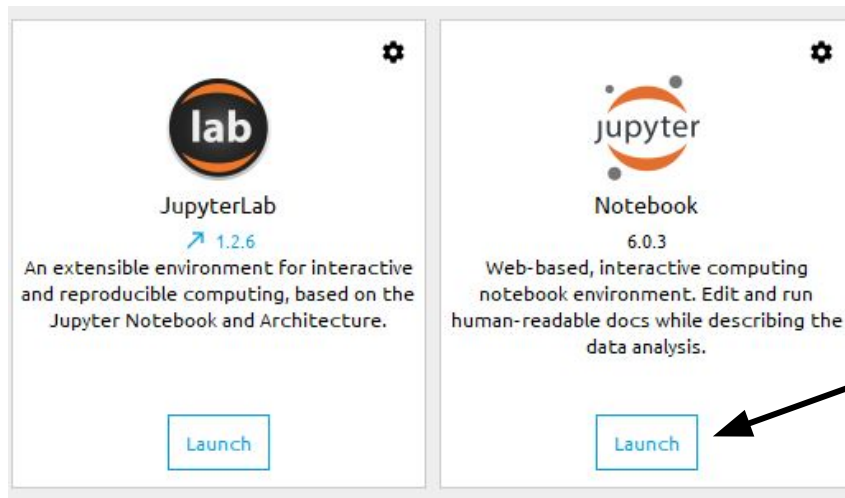 lab
JupyterLab
1.2.6
An extensible environment for interactive
and reproducible computing, based on the
Jupyter Notebook and Architecture.
Launch
jupyter
Notebook
6.0.3
Web-based, interactive computing
notebook environment. Edit and run
human-readable docs while describing the
data analysis.
Launch